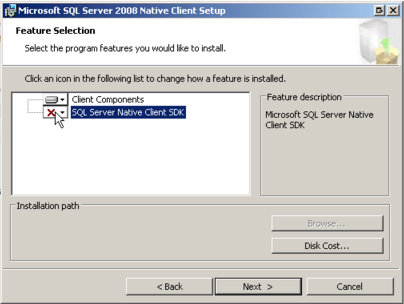 Microsoft SQL Server 2008 Native Client Setup
Feature Selection
Select the program features you would like to install.
Click an icon in the following list to change how a feature is installed.
Client Components
SQL Server Native Client SDK
Feature description
Microsoft SQL Server Native
Client SDK
Installation path
Browse...
Disk Cost...
< Back
Next >
Cancel